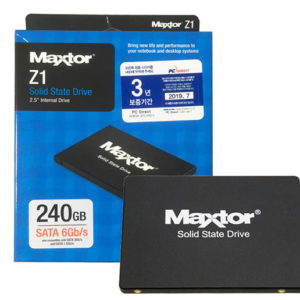 Maxtor Z1
Maxtor®
Z1
Solid State Drive
2.5" Internal Drive
Bring new life and performance to
your notebook and desktop systems
PC Direct
3년
보증기간
2019. 7
PC Direct
240GB
SATA 6Gb/s
Maxtor®
Solid State Drive